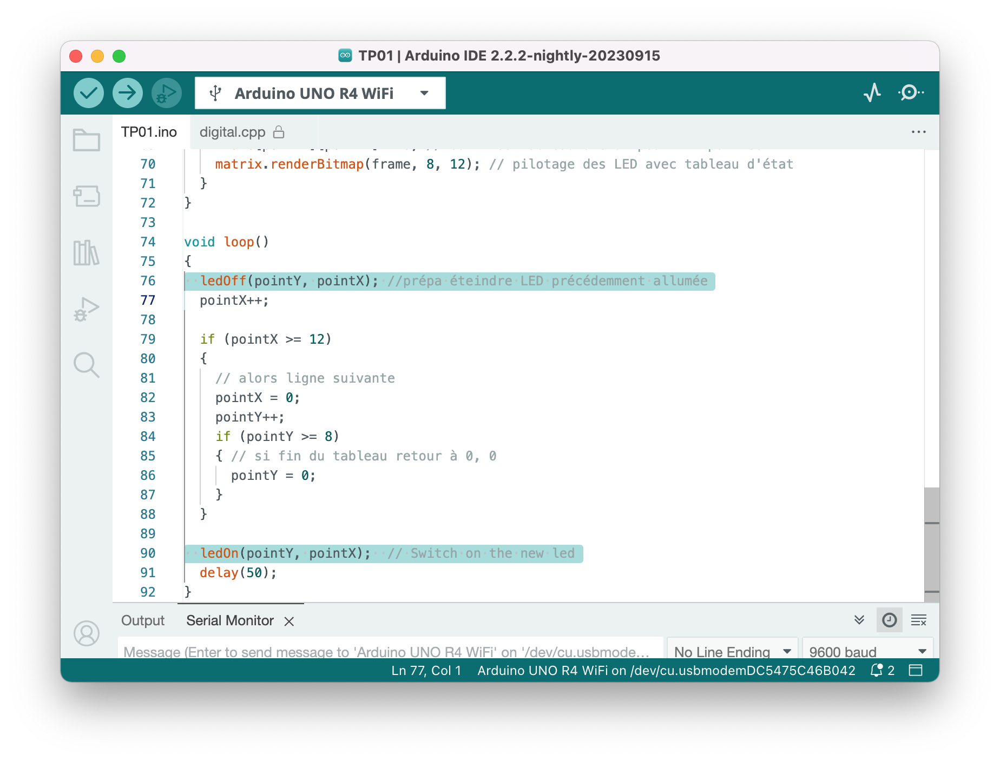 TP01 | Arduino IDE 2.2.2-nightly-20230915
Arduino UNO R4 WiFi
TP01.ino digital.cpp
70 matrix.renderBitmap(frame, 8, 12); // pilotage des LED avec tableau d'état
71 }
72 }
73
74 void loop()
75 {
76 ledOff(pointY, pointX); //prépa éteindre LED précédemment allumée
77 pointX++;
78
79 if (pointX >= 12)
80 {
81 // alors ligne suivante
82 pointX = 0;
83 pointY++;
84 if (pointY >= 8)
85 { // si fin du tableau retour à 0, 0
86 pointY = 0;
87 }
88 }
89
90 ledOn(pointY, pointX);  // Switch on the new led
91 delay(50);
92 }
Output Serial Monitor
Message (Enter to send message to 'Arduino UNO R4 WiFi' on '/dev/cu.usbmode... No Line Ending 9600 baud
Ln 77, Col 1 Arduino UNO R4 WiFi on /dev/cu.usbmodemDC5475C46B042 2